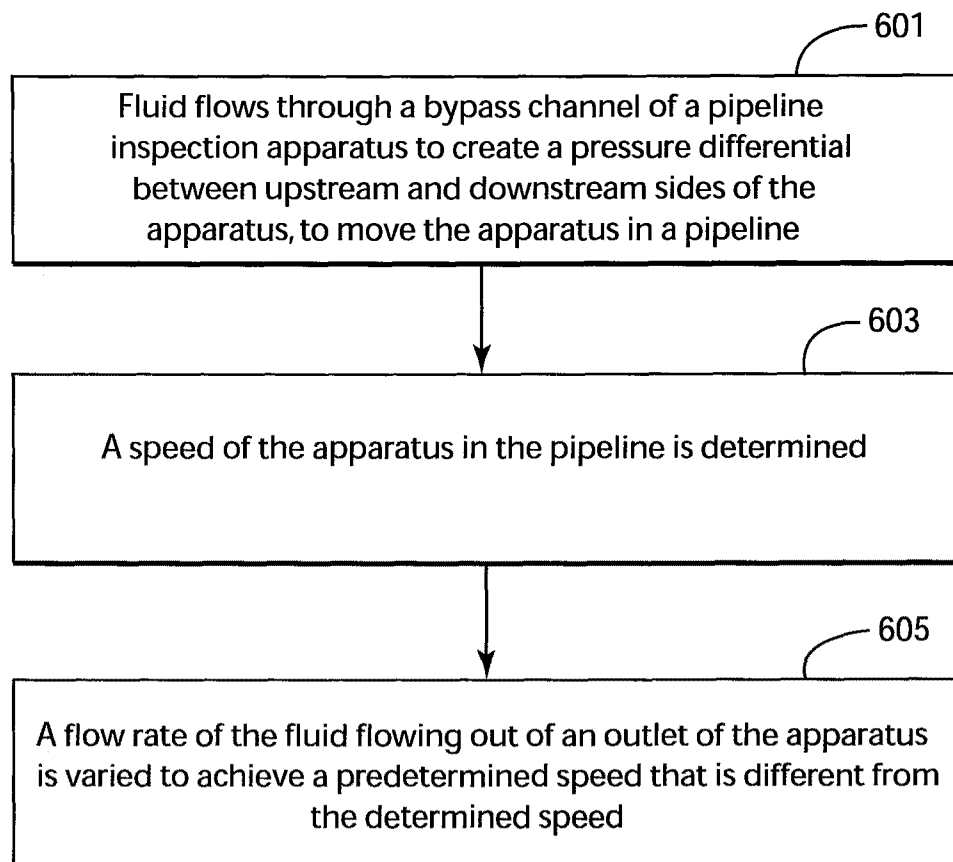 601
Fluid flows through a bypass channel of a pipeline
inspection apparatus to create a pressure differential
between upstream and downstream sides of the
apparatus, to move the apparatus in a pipeline
603
A speed of the apparatus in the pipeline is determined
605
A flow rate of the fluid flowing out of an outlet of the apparatus
is varied to achieve a predetermined speed that is different from
the determined speed